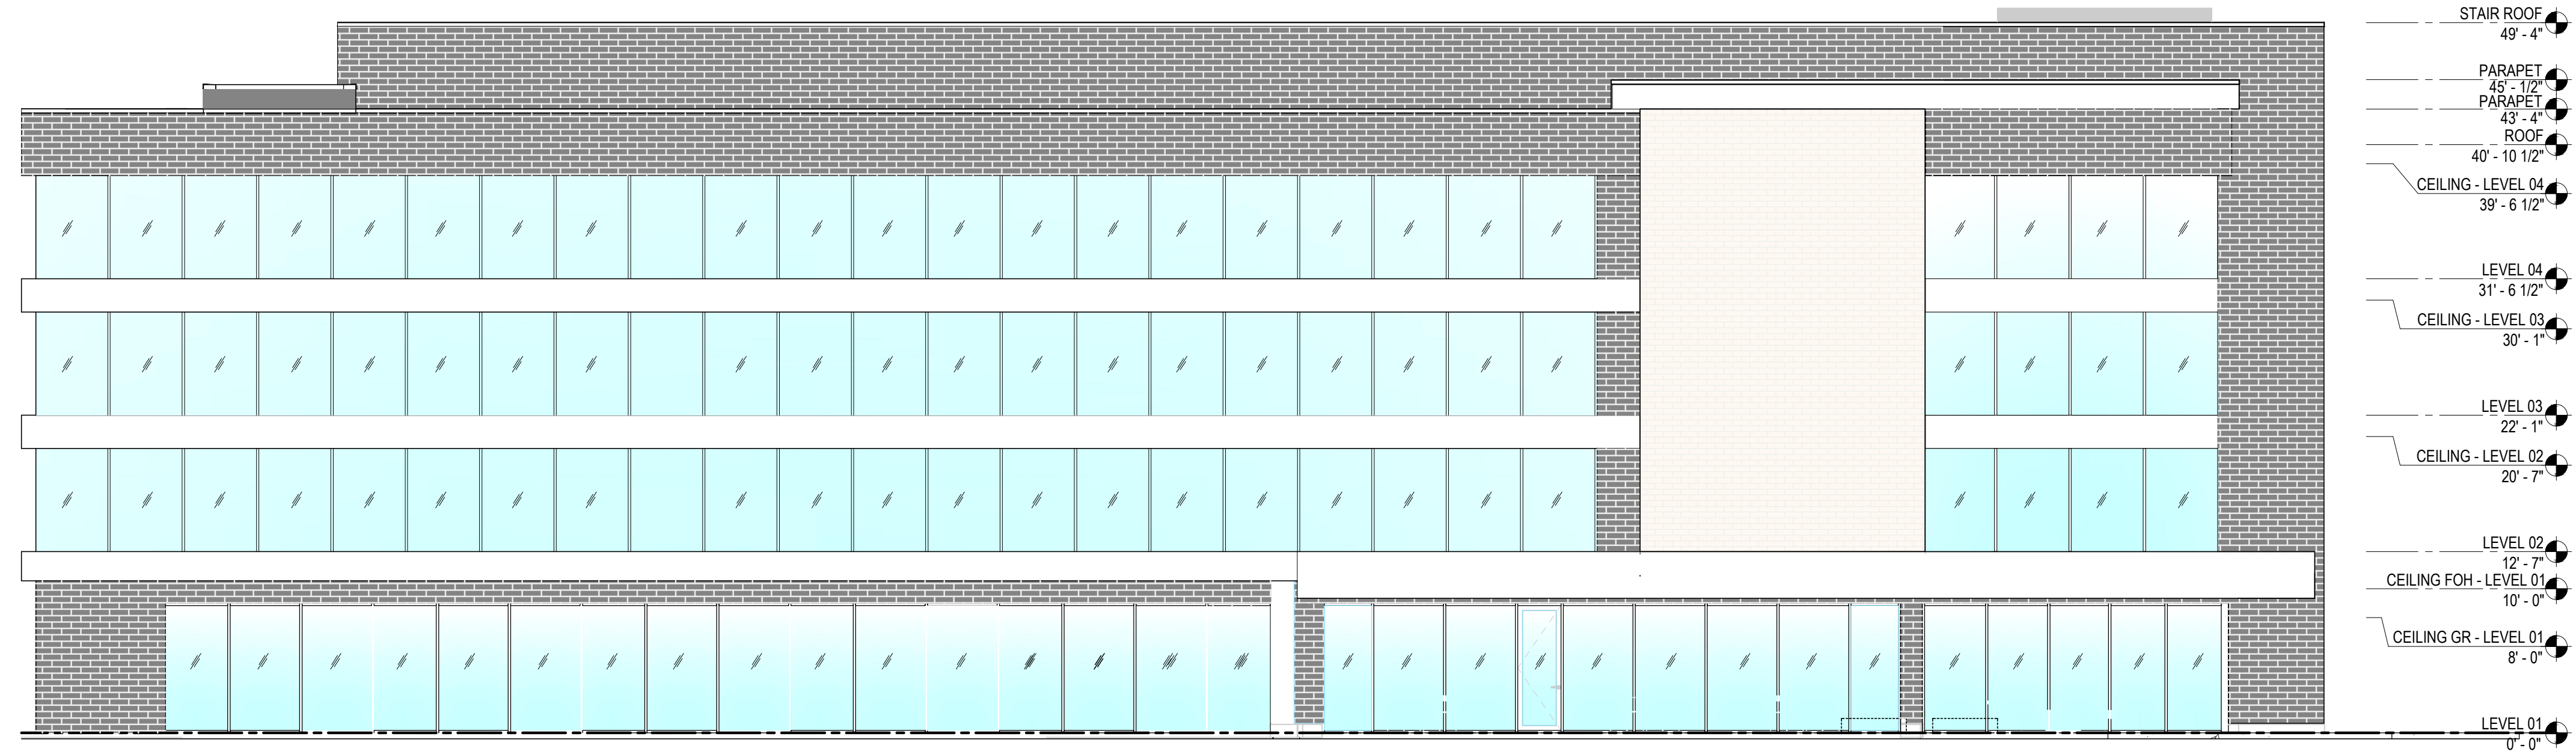 STAIR ROOF
49' - 4"
PARAPET
45' - 1/2"
PARAPET
43' - 4"
ROOF
40' - 10 1/2"
CEILING - LEVEL 04
39' - 6 1/2"
LEVEL 04
31' - 6 1/2"
CEILING - LEVEL 03
30' - 1"
LEVEL 03
22' - 1"
CEILING - LEVEL 02
20' - 7"
LEVEL 02
12' - 7"
CEILING FOH - LEVEL 01
10' - 0"
CEILING GR - LEVEL 01
8' - 0"
LEVEL 01
0' - 0"